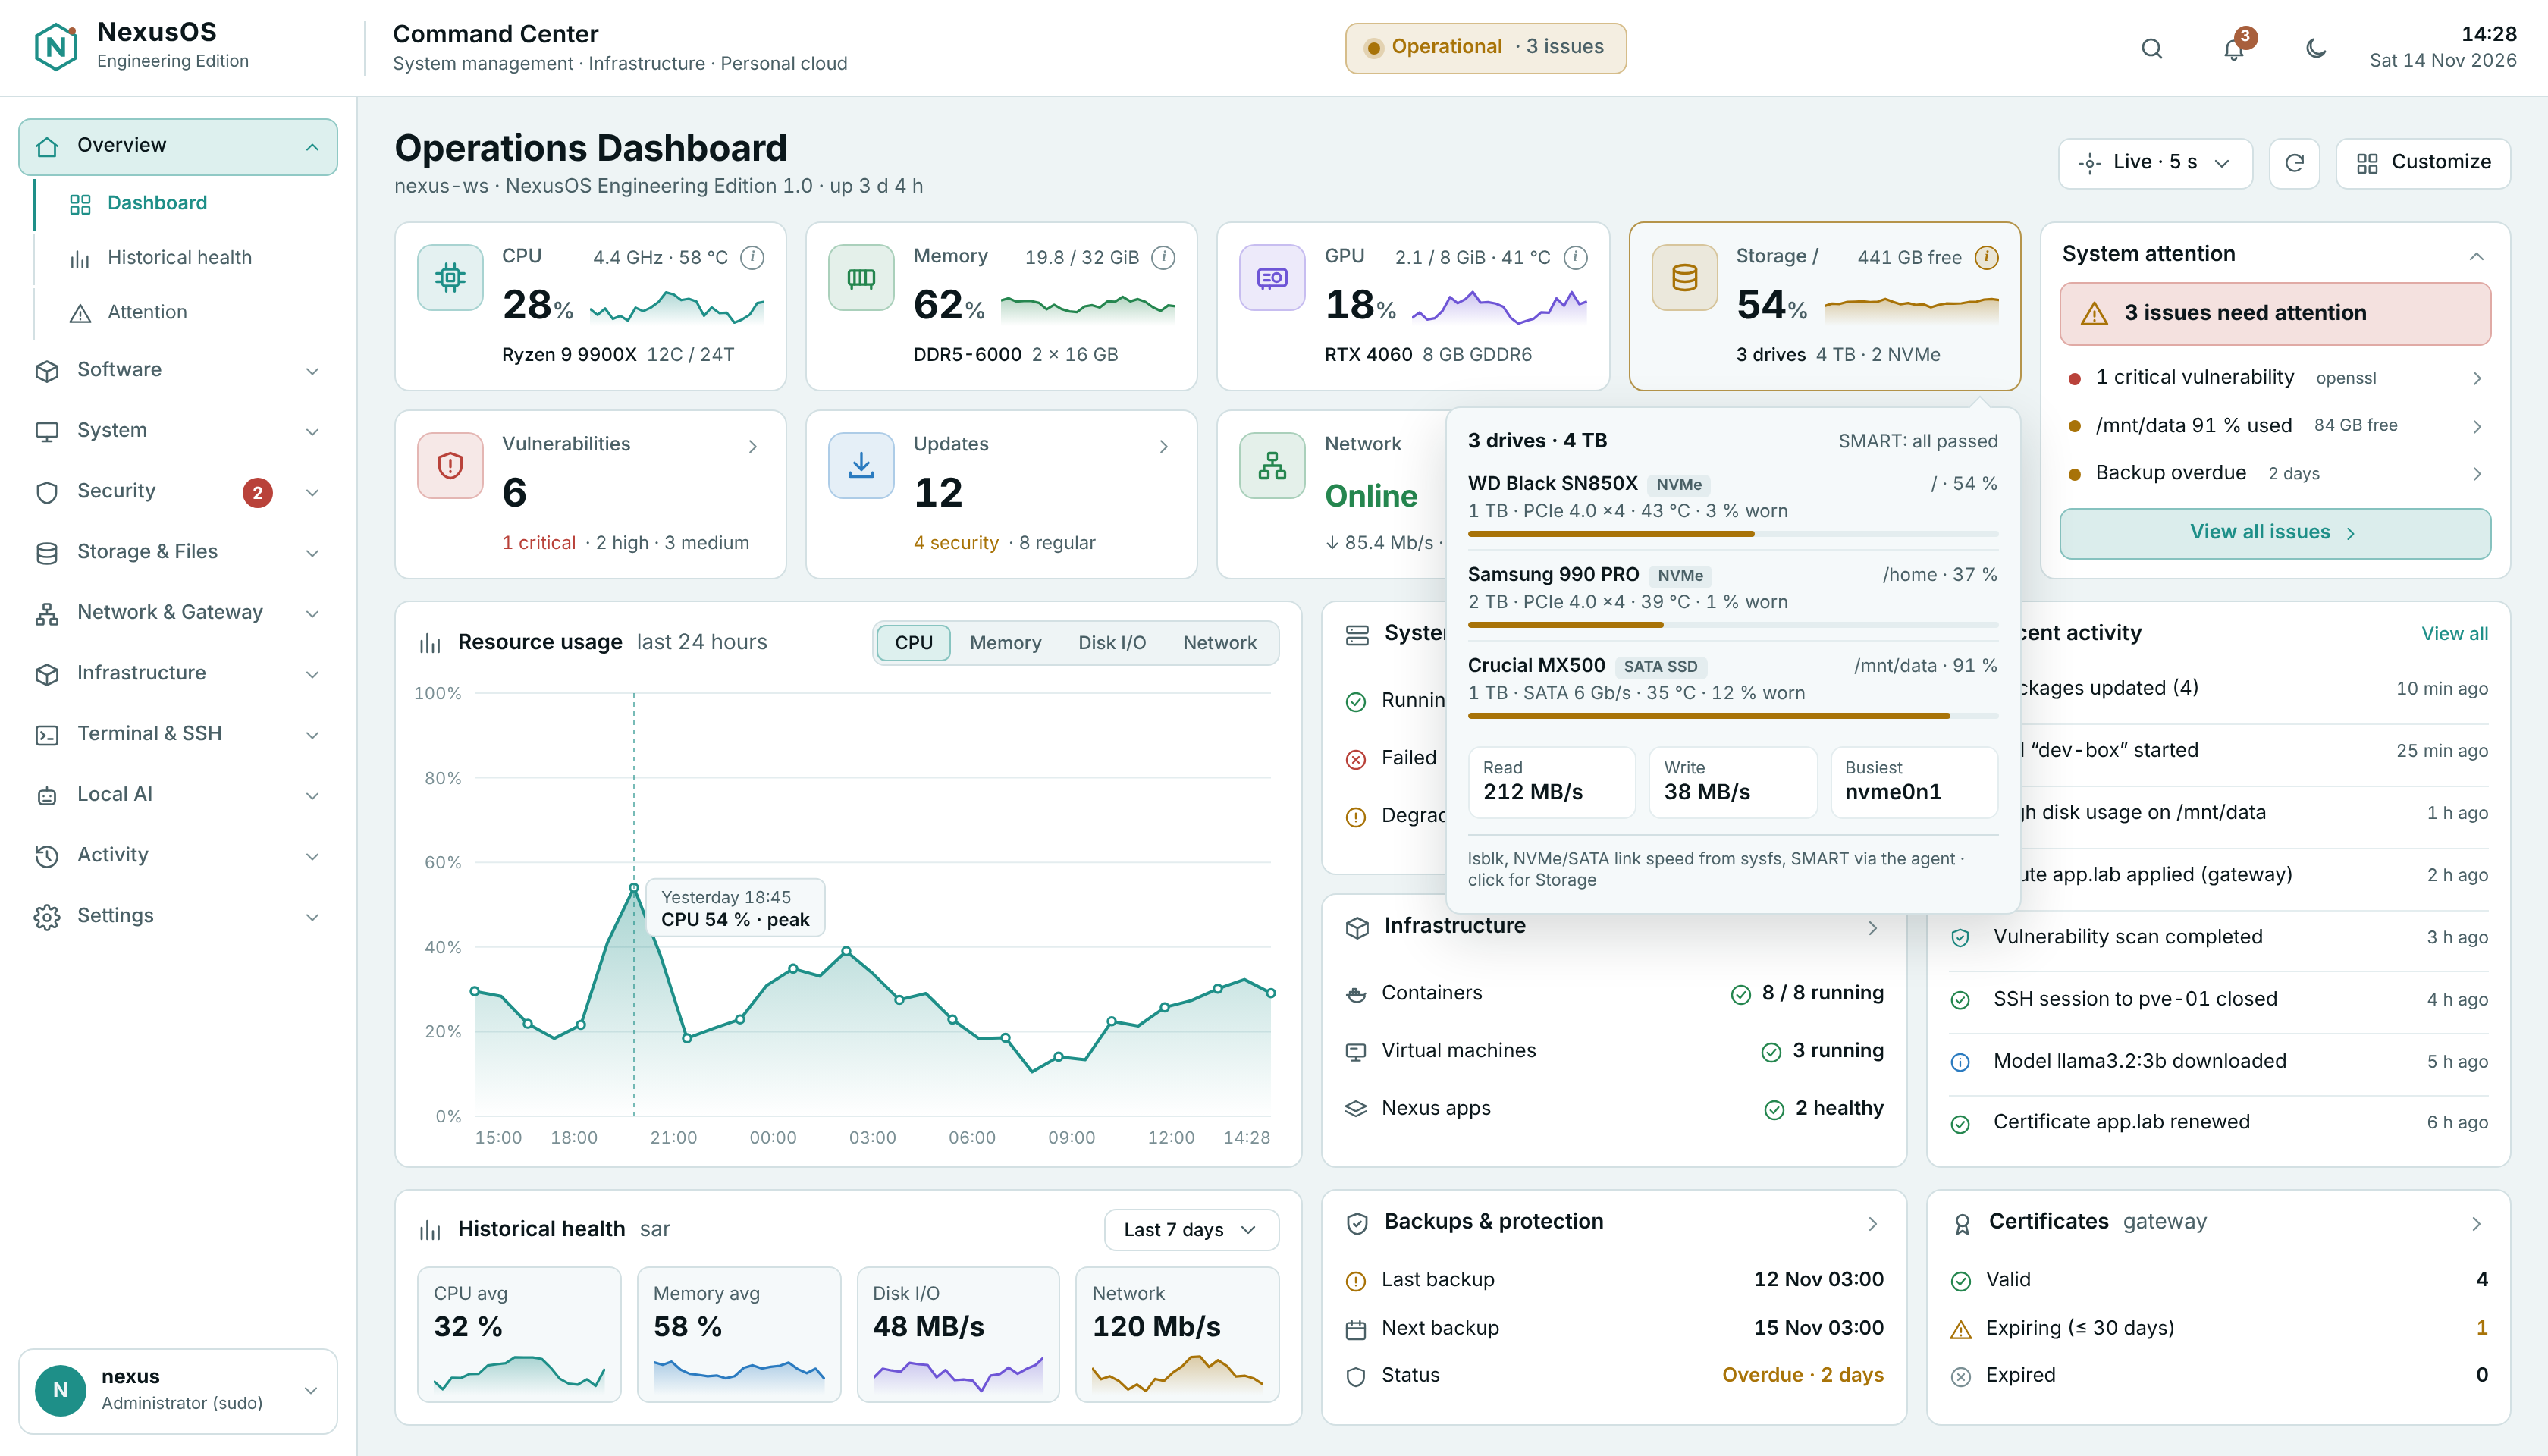 NexusOS
Engineering Edition
Command Center
System management · Infrastructure · Personal cloud
Operational · 3 issues
3
14:28
Sat 14 Nov 2026
Overview
Dashboard
Historical health
Attention
Software
System
Security 2
Storage & Files
Network & Gateway
Infrastructure
Terminal & SSH
Local AI
Activity
Settings
N
nexus
Administrator (sudo)
Operations Dashboard
nexus-ws · NexusOS Engineering Edition 1.0 · up 3 d 4 h
Live · 5 s
Customize
CPU 4.4 GHz · 58 °C
28%
Ryzen 9 9900X 12C / 24T
Memory 19.8 / 32 GiB
62%
DDR5-6000 2 × 16 GB
GPU 2.1 / 8 GiB · 41 °C
18%
RTX 4060 8 GB GDDR6
Storage / 441 GB free
54%
3 drives 4 TB · 2 NVMe
System attention
3 issues need attention
1 critical vulnerability openssl
/mnt/data 91 % used 84 GB free
Backup overdue 2 days
View all issues
Vulnerabilities
6
1 critical · 2 high · 3 medium
Updates
12
4 security · 8 regular
Network
Online
↓ 85.4 Mb/s ·
3 drives · 4 TB SMART: all passed
WD Black SN850X NVMe / · 54 %
1 TB · PCIe 4.0 ×4 · 43 °C · 3 % worn
Samsung 990 PRO NVMe /home · 37 %
2 TB · PCIe 4.0 ×4 · 39 °C · 1 % worn
Crucial MX500 SATA SSD /mnt/data · 91 %
1 TB · SATA 6 Gb/s · 35 °C · 12 % worn
Read
212 MB/s
Write
38 MB/s
Busiest
nvme0n1
lsblk, NVMe/SATA link speed from sysfs, SMART via the agent ·
click for Storage
Resource usage last 24 hours
CPU Memory Disk I/O Network
100%
80%
60%
40%
20%
0%
Yesterday 18:45
CPU 54 % · peak
15:00 18:00 21:00 00:00 03:00 06:00 09:00 12:00 14:28
Failed
Infrastructure
Containers 8 / 8 running
Virtual machines 3 running
Nexus apps 2 healthy
activity View all
updated (4) 10 min ago
“dev-box” started 25 min ago
disk usage on /mnt/data 1 h ago
app.lab applied (gateway) 2 h ago
Vulnerability scan completed 3 h ago
SSH session to pve-01 closed 4 h ago
Model llama3.2:3b downloaded 5 h ago
Certificate app.lab renewed 6 h ago
Historical health sar
Last 7 days
CPU avg
32 %
Memory avg
58 %
Disk I/O
48 MB/s
Network
120 Mb/s
Backups & protection
Last backup 12 Nov 03:00
Next backup 15 Nov 03:00
Status Overdue · 2 days
Certificates gateway
Valid 4
Expiring (≤ 30 days) 1
Expired 0